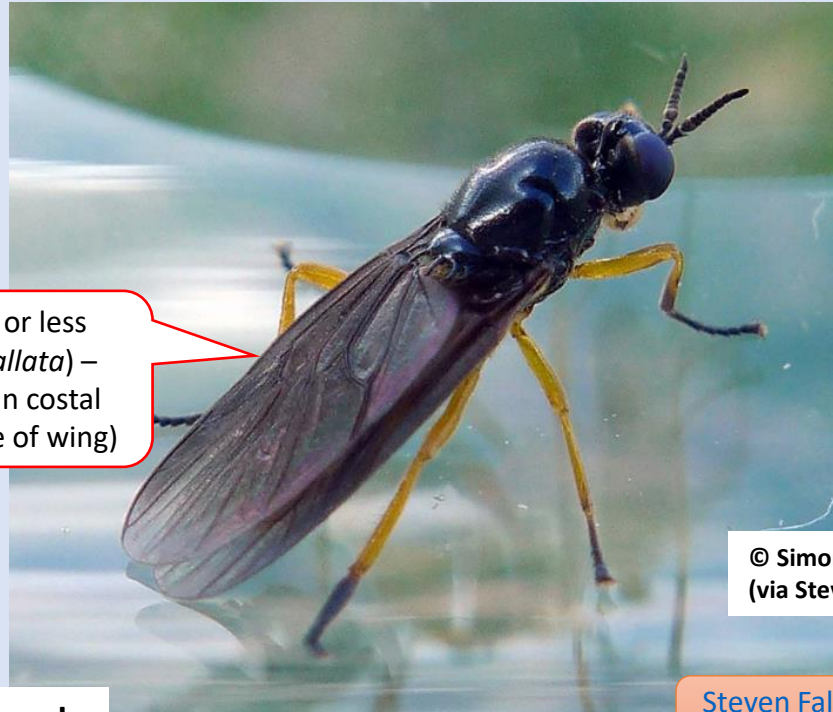 or less
allata) –
n costal
e of wing)
© Simo
(via Stev
Steven Fal